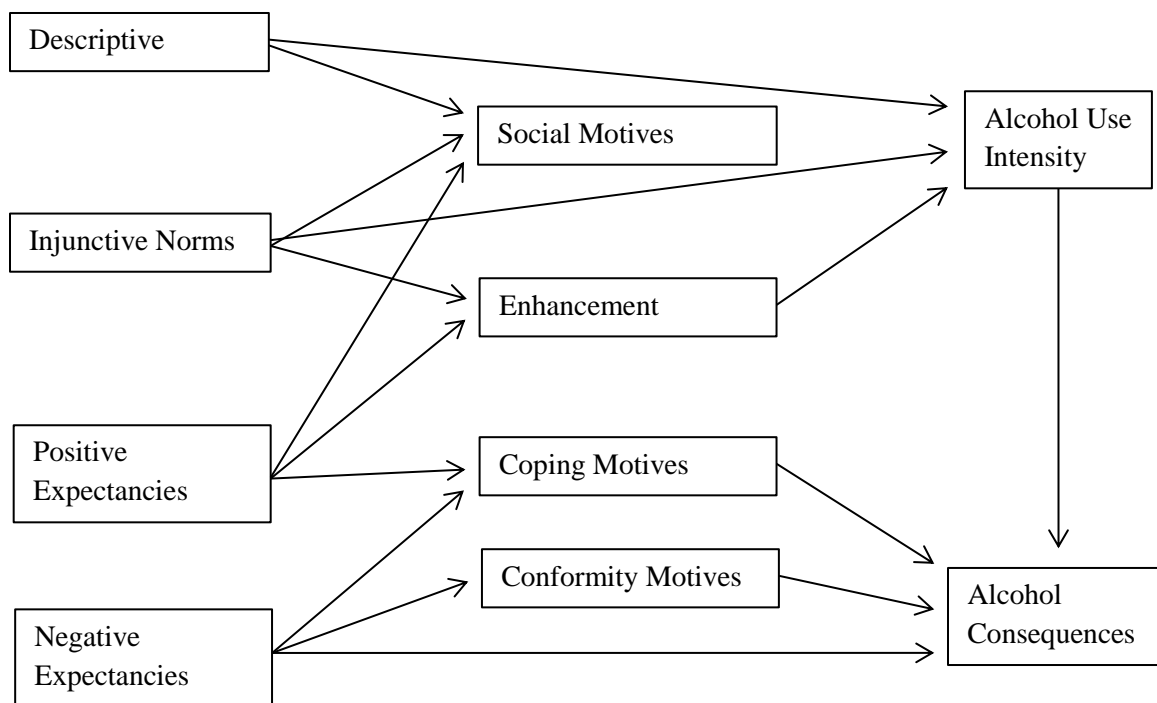 Descriptive
Injunctive Norms
Positive
Expectancies
Negative
Expectancies
Social Motives
Enhancement
Coping Motives
Conformity Motives
Alcohol Use
Intensity
Alcohol
Consequences